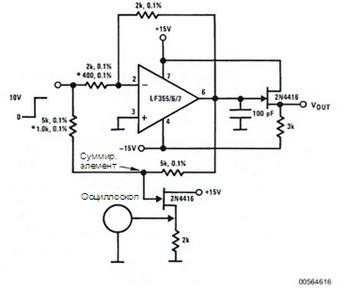 2k, 0.1%
+15V
2k, 0.1%
* 400, 0.1%
7
2N4416
2
6
10V
LF355/6/7
VOUT
0
3
5k, 0.1%
*1.0k, 0.1%
4
100 pF
3k
–15V
Суммир.
элемент
5k, 0.1%
+15V
Осциллоскоп
2N4416
2k
00564616